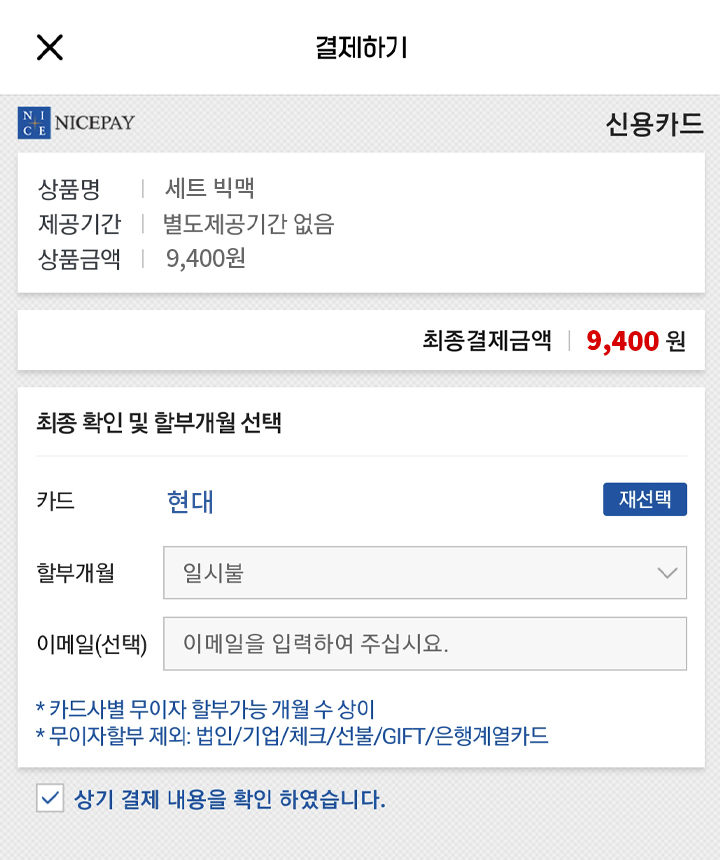 결제하기
NICE NICEPAY 신용카드
상품명 세트 빅맥
제공기간 별도제공기간 없음
상품금액 9,400원
최종결제금액 9,400 원
최종 확인 및 할부개월 선택
카드 현대 재선택
할부개월 일시불
이메일(선택) 이메일을 입력하여 주십시요.
* 카드사별 무이자 할부가능 개월 수 상이
* 무이자할부 제외: 법인/기업/체크/선불/GIFT/은행계열카드
상기 결제 내용을 확인 하였습니다.